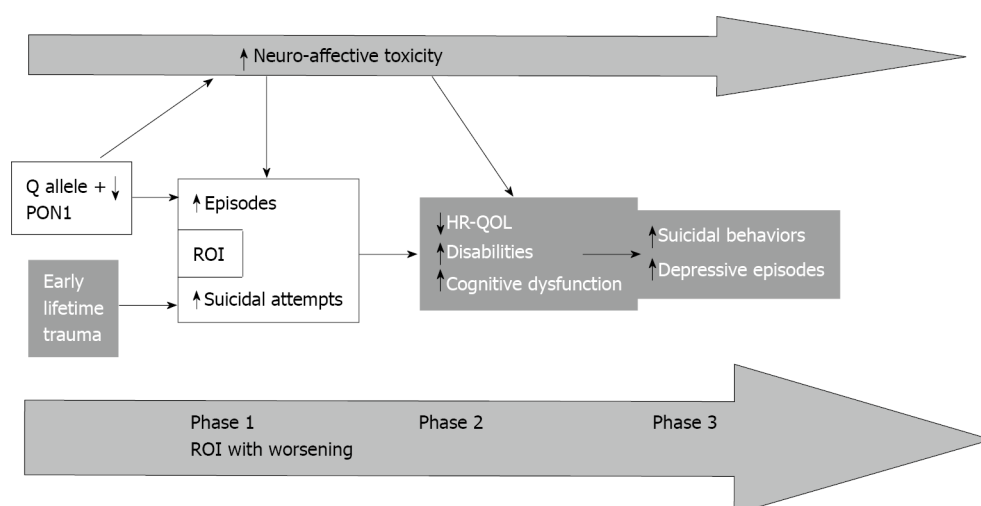 ↑ Neuro-affective toxicity
Q allele + ↓
PON1
↑ Episodes
ROI
↑ Suicidal attempts
Early
lifetime
trauma
↓ HR-QOL
↑ Disabilities
↑ Cognitive dysfunction
↑ Suicidal behaviors
↑ Depressive episodes
Phase 1
ROI with worsening
Phase 2
Phase 3